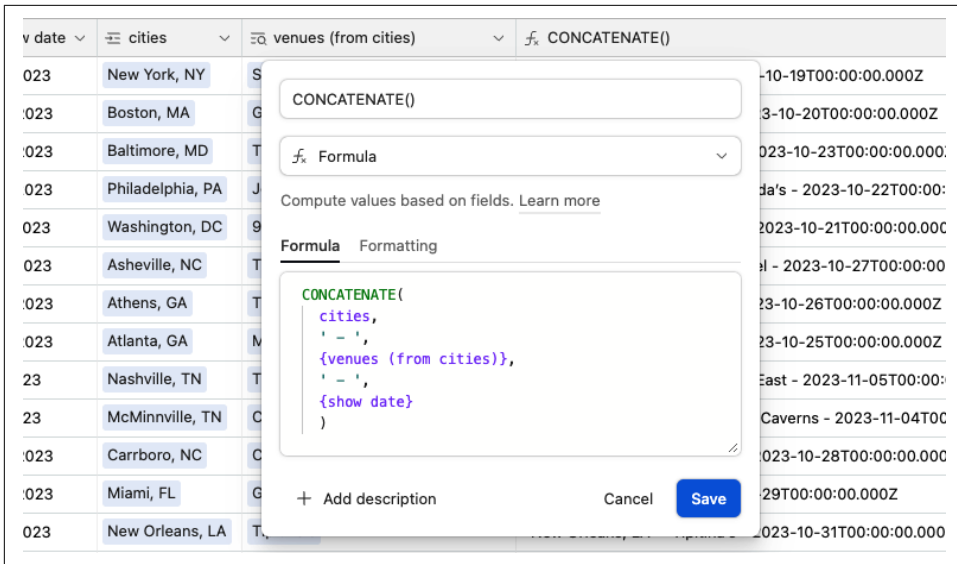 w date cities venues (from cities) CONCATENATE()
023 New York, NY S -10-19T00:00:00.000Z
CONCATENATE()
023 Boston, MA G 3-10-20T00:00:00.000Z
023 Baltimore, MD T 023-10-23T00:00:00.000
Formula
023 Philadelphia, PA J da's - 2023-10-22T00:00:
Compute values based on fields. Learn more
023 Washington, DC 9 2023-10-21T00:00:00.000
Formula Formatting
023 Asheville, NC T el - 2023-10-27T00:00:00
CONCATENATE(
023 Athens, GA T 23-10-26T00:00:00.000Z
cities,
' – ',
023 Atlanta, GA M 23-10-25T00:00:00.000Z
{venues (from cities)},
23 Nashville, TN T East - 2023-11-05T00:00:
' – ',
{show date}
23 McMinnville, TN C Caverns - 2023-11-04T00
)
023 Carrboro, NC C 023-10-28T00:00:00.000
023 Miami, FL G -29T00:00:00.000Z
Add description Cancel Save
023 New Orleans, LA T 2023-10-31T00:00:00.000